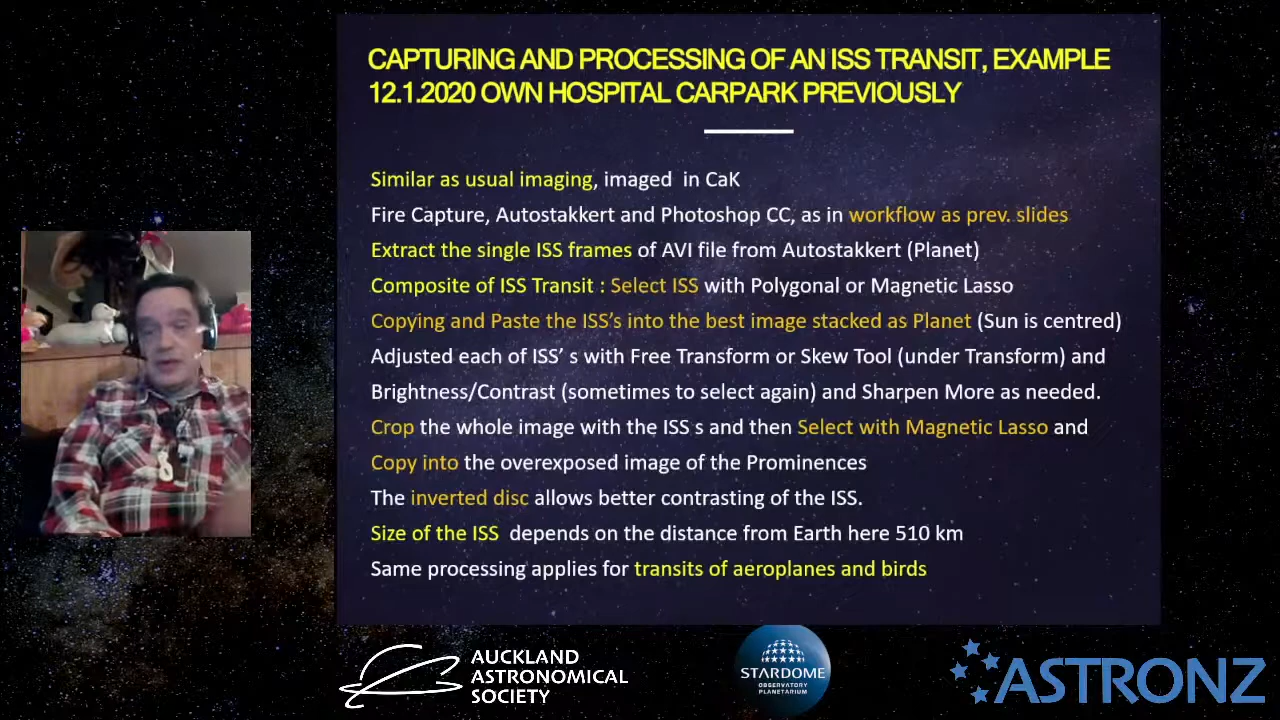 CAPTURING AND PROCESSING OF AN ISS TRANSIT, EXAMPLE
12.1.2020 OWN HOSPITAL CARPARK PREVIOUSLY
Similar as usual imaging, imaged in CaK
Fire Capture, Autostakkert and Photoshop CC, as in workflow as prev. slides
Extract the single ISS frames of AVI file from Autostakkert (Planet)
Composite of ISS Transit : Select ISS with Polygonal or Magnetic Lasso
Copying and Paste the ISS's into the best image stacked as Planet (Sun is centred)
Adjusted each of ISS' s with Free Transform or Skew Tool (under Transform) and
Brightness/Contrast (sometimes to select again) and Sharpen More as needed.
Crop the whole image with the ISS s and then Select with Magnetic Lasso and
Copy into the overexposed image of the Prominences
The inverted disc allows better contrasting of the ISS.
Size of the ISS depends on the distance from Earth here 510 km
Same processing applies for transits of aeroplanes and birds
AUCKLAND
ASTRONOMICAL
SOCIETY
STARDOME
OBSERVATORY
PLANETARIUM
ASTRONZ